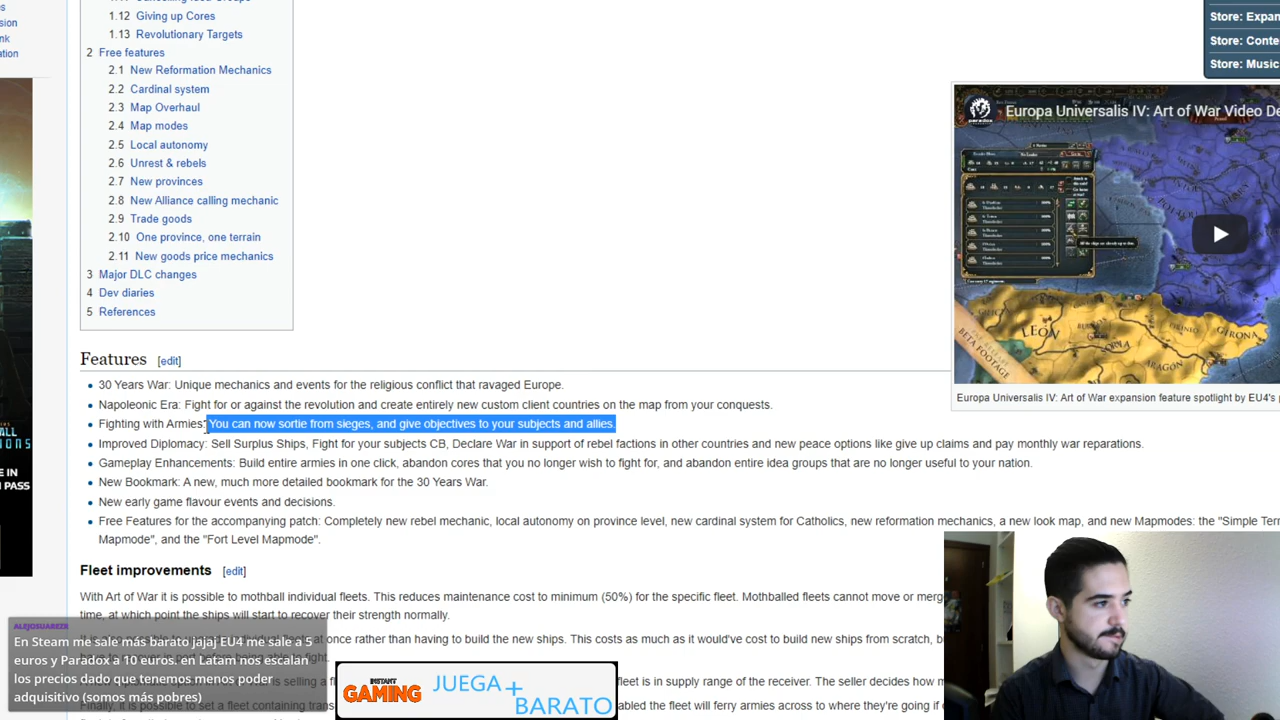 1.12 Giving up Cores
1.13 Revolutionary Targets
2 Free features
2.1 New Reformation Mechanics
2.2 Cardinal system
2.3 Map Overhaul
2.4 Map modes
2.5 Local autonomy
2.6 Unrest & rebels
2.7 New provinces
2.8 New Alliance calling mechanic
2.9 Trade goods
2.10 One province, one terrain
2.11 New goods price mechanics
3 Major DLC changes
4 Dev diaries
5 References
Store: Expan
Store: Conte
Store: Music
Europa Universalis IV: Art of War Video De
LEÓN
GERONA
ARAGÓN
BETA FOOTAGE
Europa Universalis IV: Art of War expansion feature spotlight by EU4's p
Features [edit]
30 Years War: Unique mechanics and events for the religious conflict that ravaged Europe.
Napoleonic Era: Fight for or against the revolution and create entirely new custom client countries on the map from your conquests.
Fighting with Armies: You can now sortie from sieges, and give objectives to your subjects and allies.
Improved Diplomacy: Sell Surplus Ships, Fight for your subjects CB, Declare War in support of rebel factions in other countries and new peace options like give up claims and pay monthly war reparations.
Gameplay Enhancements: Build entire armies in one click, abandon cores that you no longer wish to fight for, and abandon entire idea groups that are no longer useful to your nation.
New Bookmark: A new, much more detailed bookmark for the 30 Years War.
New early game flavour events and decisions.
Free Features for the accompanying patch: Completely new rebel mechanic, local autonomy on province level, new cardinal system for Catholics, new reformation mechanics, a new look map, and new Mapmodes: the "Simple Terr
Mapmode", and the "Fort Level Mapmode".
Fleet improvements [edit]
With Art of War it is possible to mothball individual fleets. This reduces maintenance cost to minimum (50%) for the specific fleet. Mothballed fleets cannot move or merg
time, at which point the ships will start to recover their strength normally.
at once rather than having to build the new ships. This costs as much as it would've cost to build new ships from scratch, b
fleet is in supply range of the receiver. The seller decides how m
Finally, it is possible to set a fleet containing trans
abled the fleet will ferry armies across to where they're going if
ALEJOSUAREZR
En Steam me sale más barato jajaj EU4 me sale a 5
euros y Paradox a 10 euros. en Latam nos escalan
los precios dado que tenemos menos poder
adquisitivo (somos más pobres)
INSTANT
GAMING
JUEGA+
BARATO